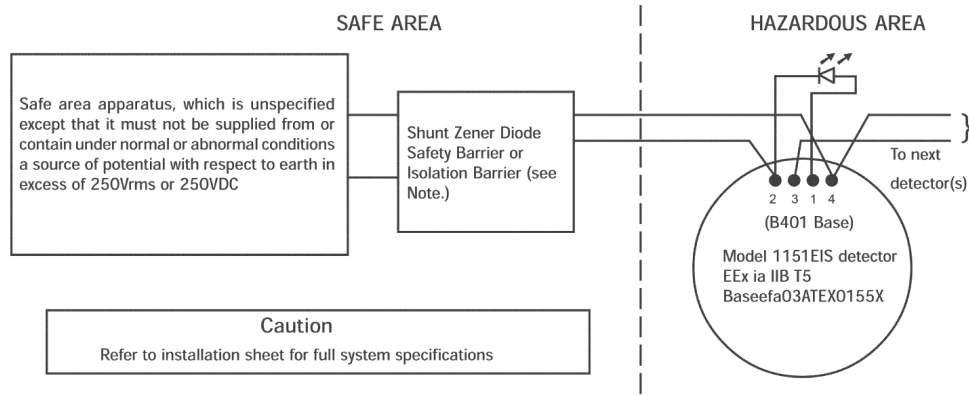 SAFE AREA
HAZARDOUS AREA
Safe area apparatus, which is unspecified
except that it must not be supplied from or
contain under normal or abnormal conditions
a source of potential with respect to earth in
excess of 250Vrms or 250VDC
Shunt Zener Diode
Safety Barrier or
Isolation Barrier (see
Note.)
To next
detector(s)
2 3 1 4
(B401 Base)
Model 1151EIS detector
EEx ia IIB T5
Baseefa03ATEX0155X
Caution
Refer to installation sheet for full system specifications